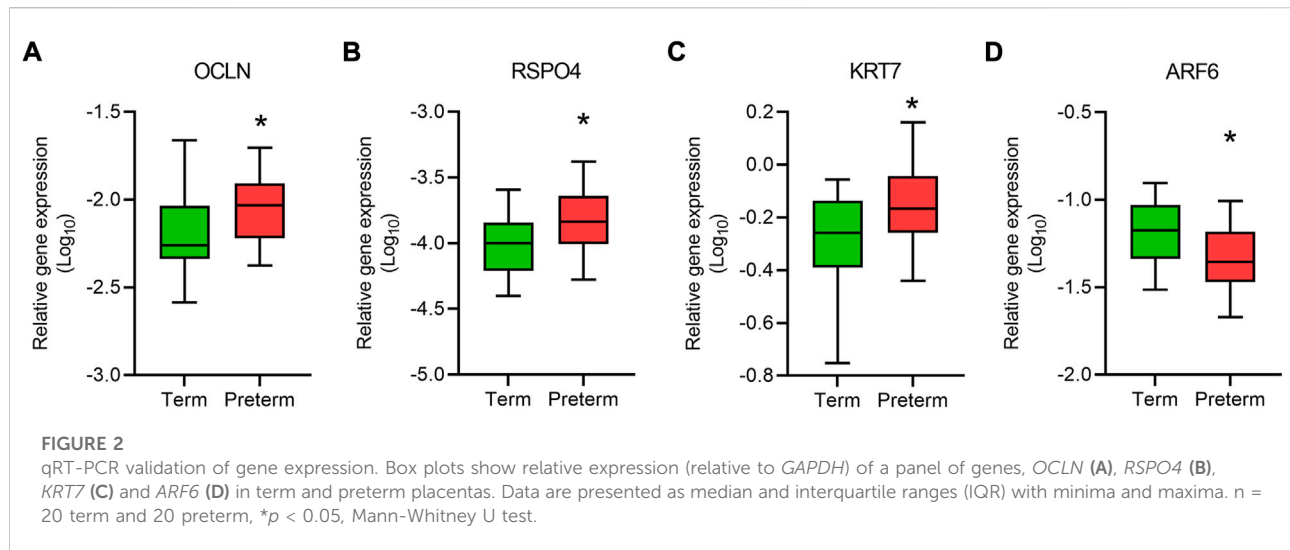 A
OCLN
Relative gene expression
(Log10)
-1.5
-2.0
-2.5
-3.0
*
Term Preterm
B
RSPO4
Relative gene expression
(Log10)
-3.0
-3.5
-4.0
-4.5
-5.0
*
Term Preterm
C
KRT7
Relative gene expression
(Log10)
0.2
0.0
-0.2
-0.4
-0.6
-0.8
*
Term Preterm
D
ARF6
Relative gene expression
(Log10)
-0.5
-1.0
-1.5
-2.0
*
Term Preterm
FIGURE 2
qRT-PCR validation of gene expression. Box plots show relative expression (relative to GAPDH) of a panel of genes, OCLN (A), RSPO4 (B),
KRT7 (C) and ARF6 (D) in term and preterm placentas. Data are presented as median and interquartile ranges (IQR) with minima and maxima. n =
20 term and 20 preterm, *p < 0.05, Mann-Whitney U test.